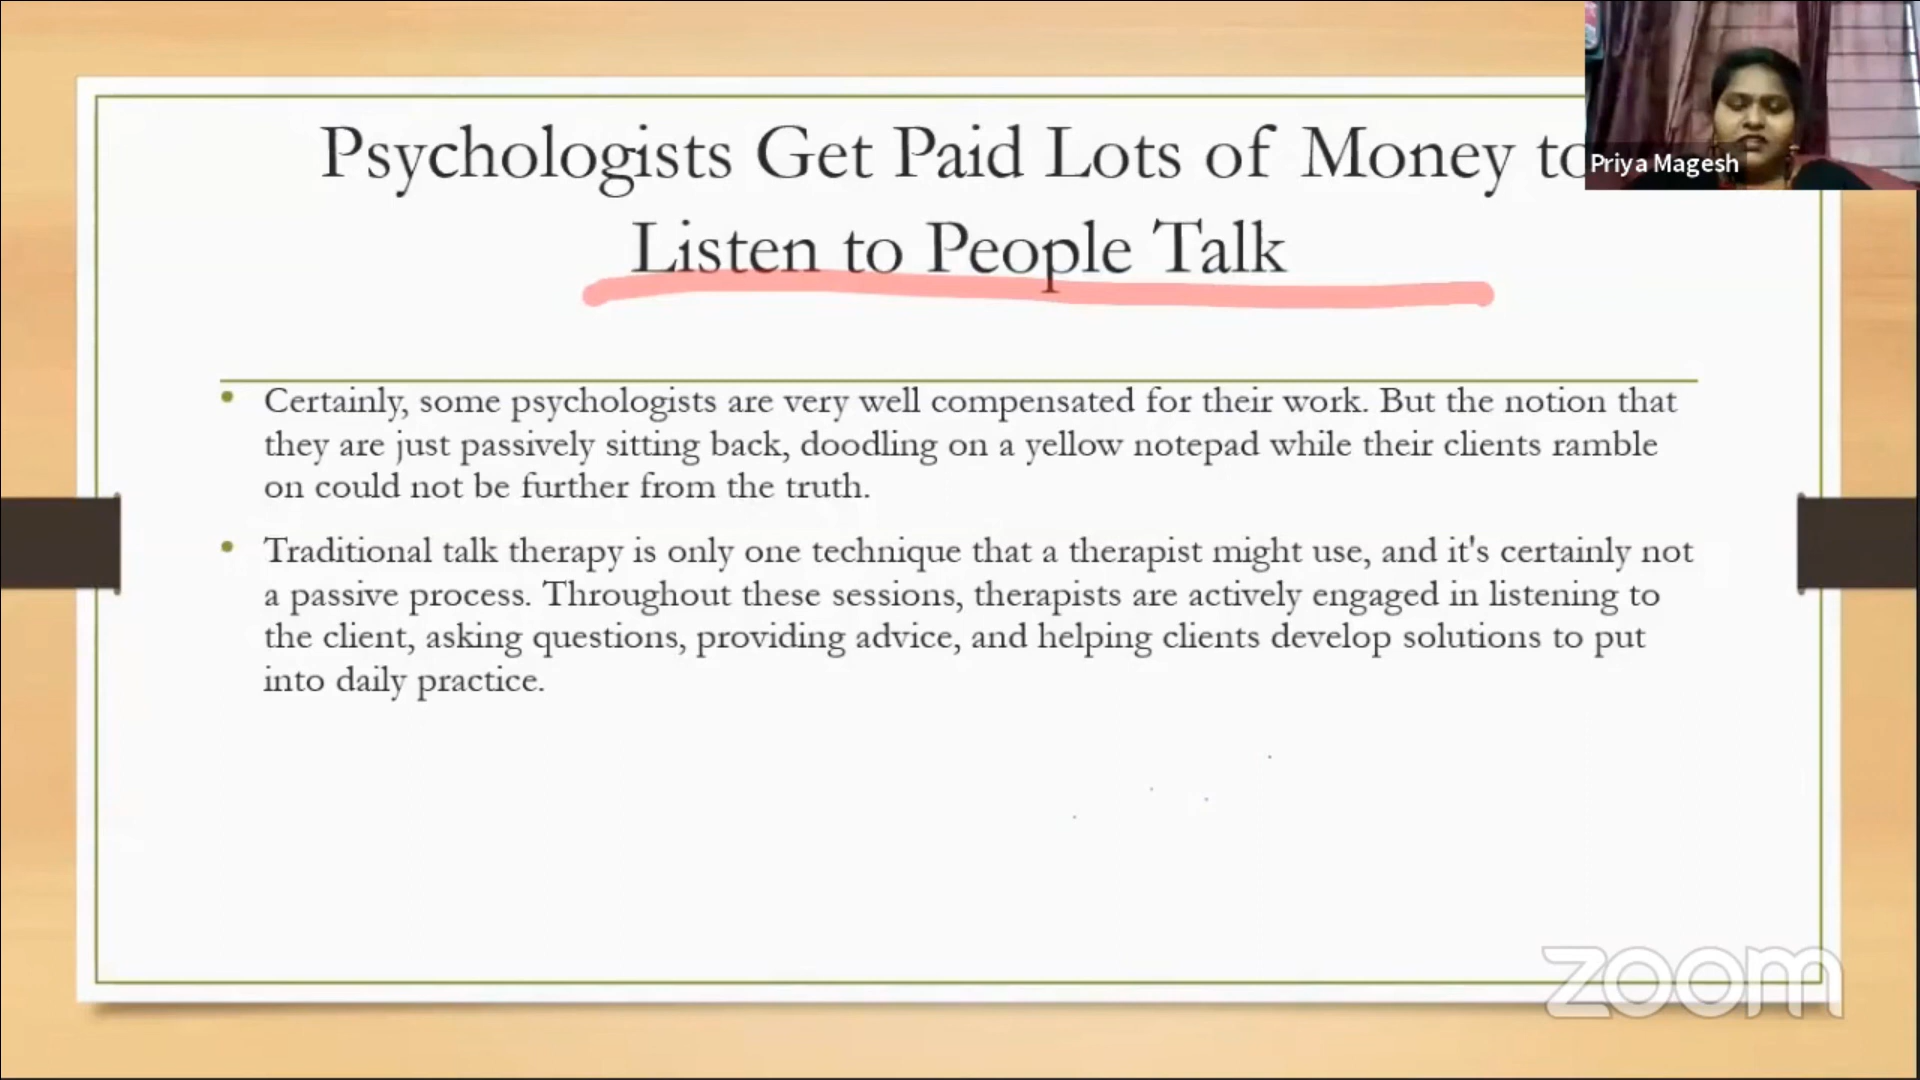 Psychologists Get Paid Lots of Money to
Listen to People Talk
Priya Magesh
• Certainly, some psychologists are very well compensated for their work. But the notion that
they are just passively sitting back, doodling on a yellow notepad while their clients ramble
on could not be further from the truth.
• Traditional talk therapy is only one technique that a therapist might use, and it's certainly not
a passive process. Throughout these sessions, therapists are actively engaged in listening to
the client, asking questions, providing advice, and helping clients develop solutions to put
into daily practice.
zoom